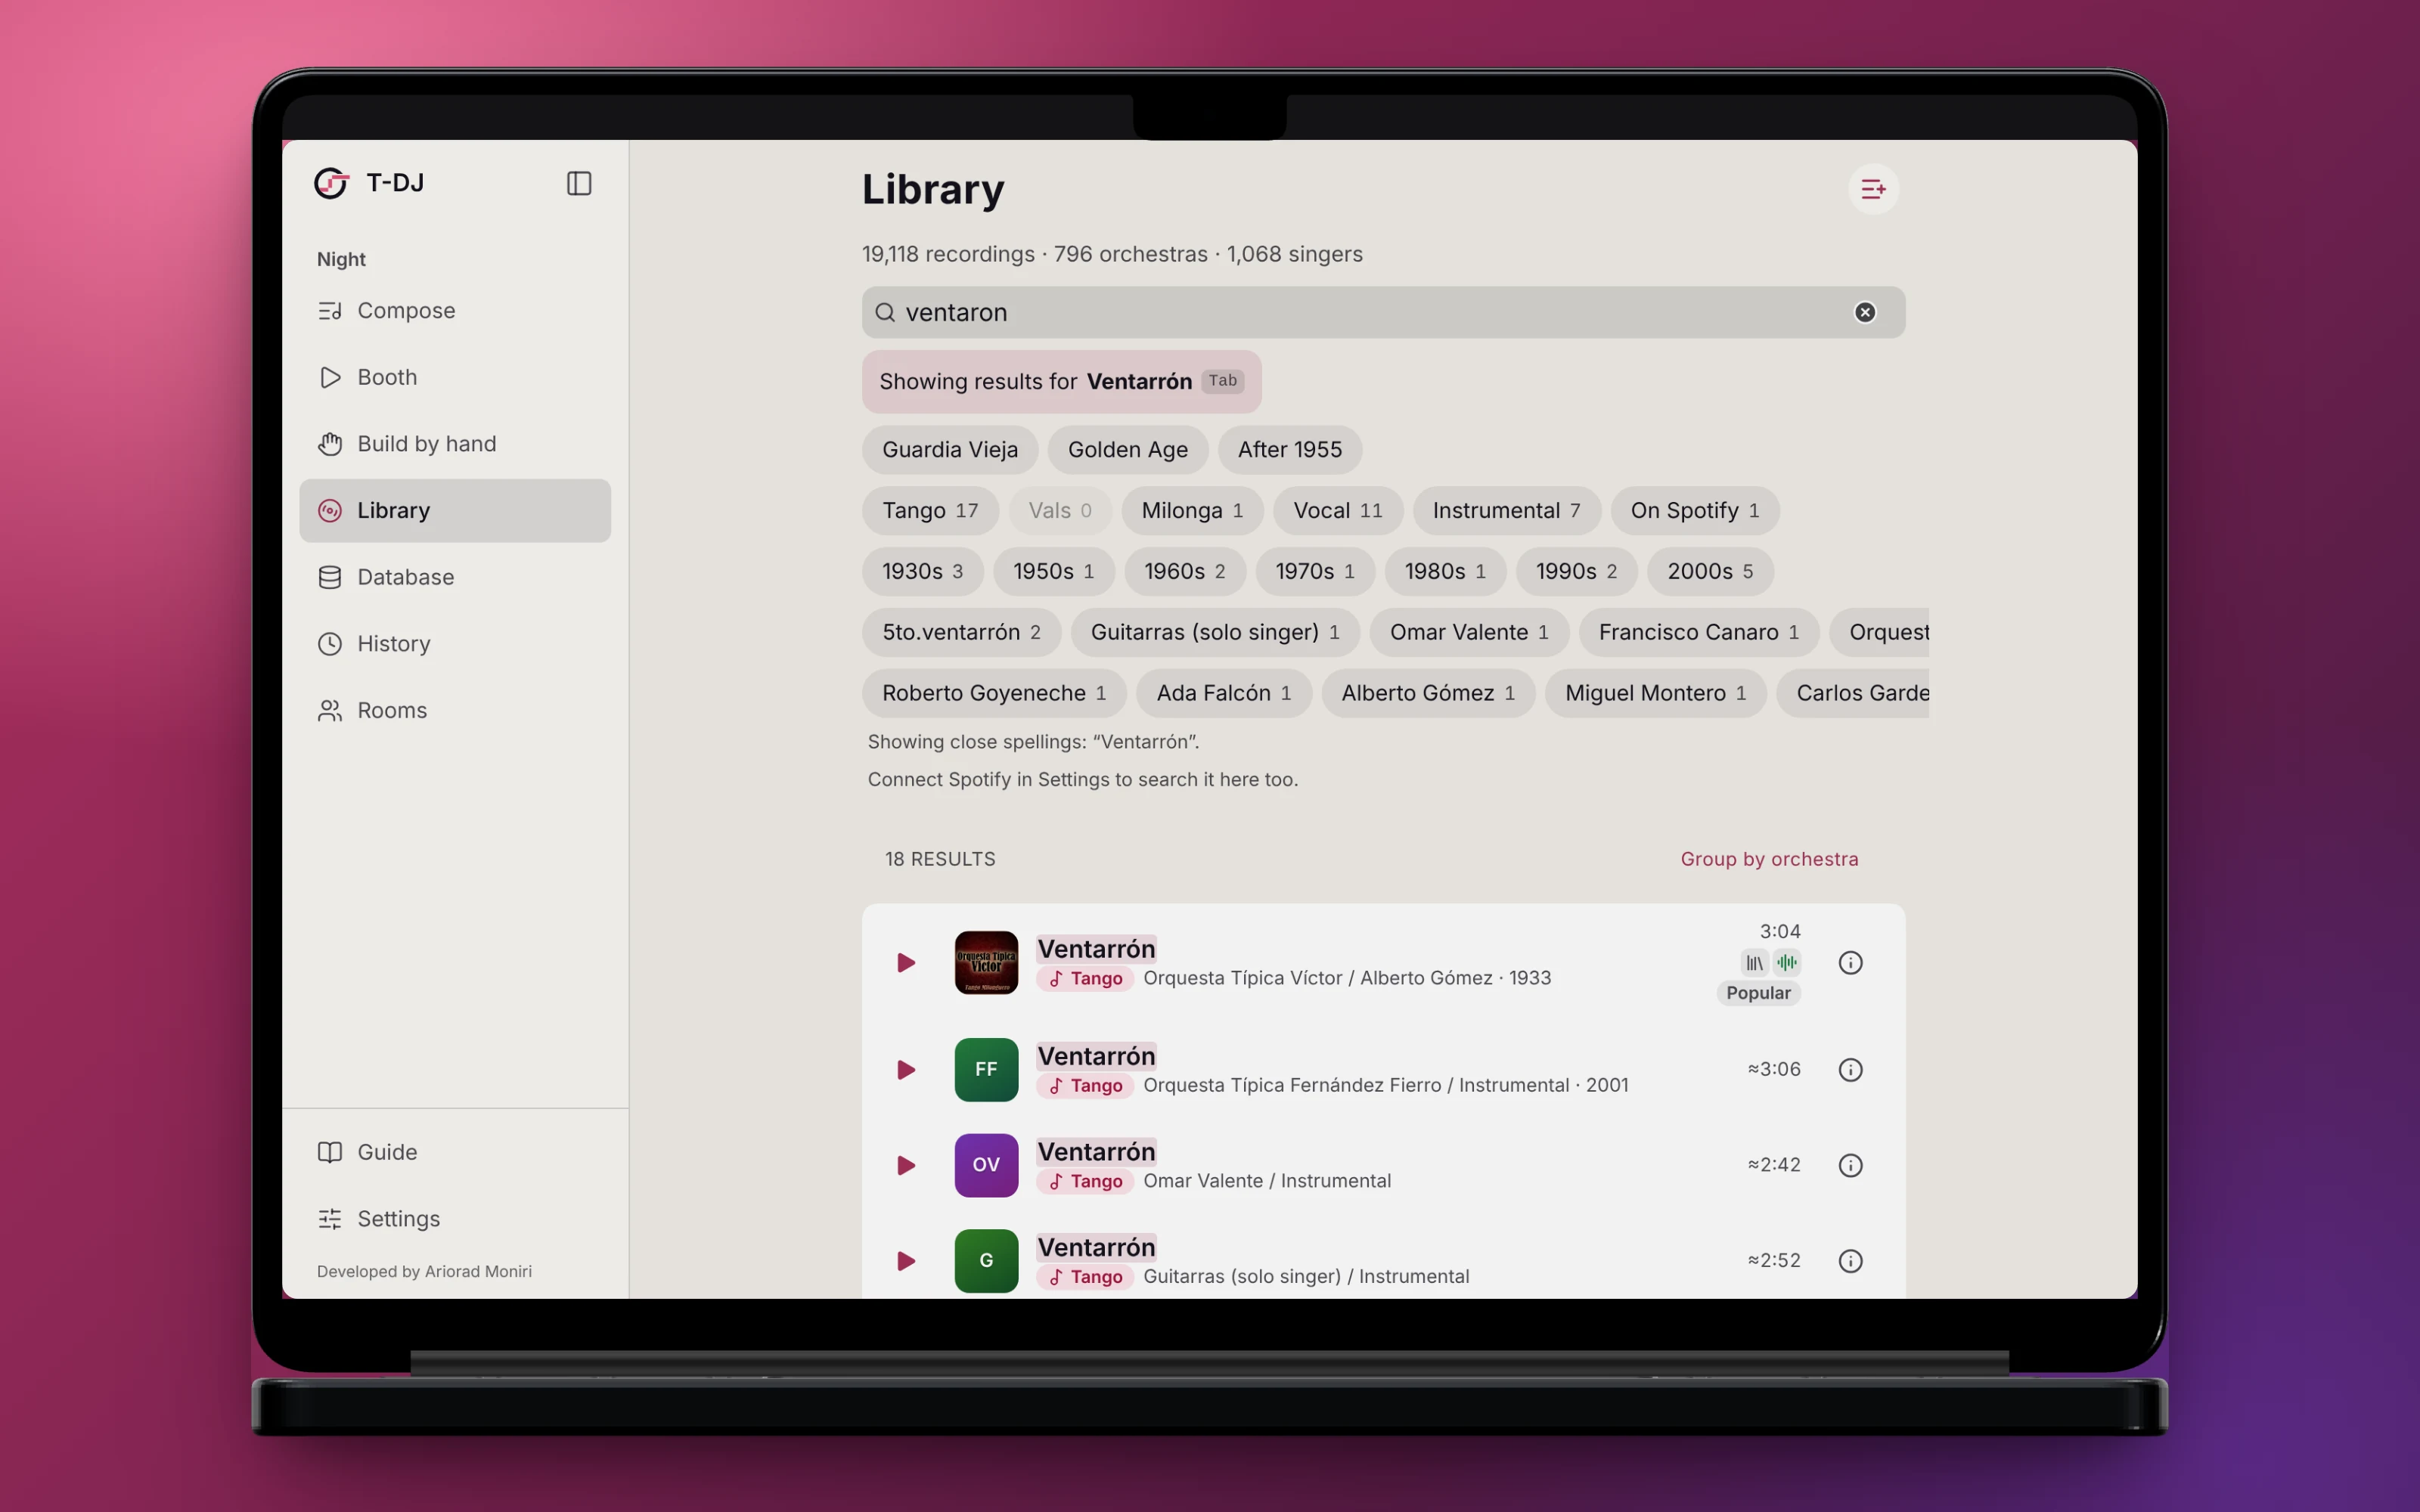 T-DJ
Night
Compose
Booth
Build by hand
Library
Database
History
Rooms
Guide
Settings
Developed by Ariorad Moniri
Library
19,118 recordings · 796 orchestras · 1,068 singers
ventaron
Showing results for Ventarrón Tab
Guardia Vieja Golden Age After 1955
Tango 17 Vals 0 Milonga 1 Vocal 11 Instrumental 7 On Spotify 1
1930s 3 1950s 1 1960s 2 1970s 1 1980s 1 1990s 2 2000s 5
5to.ventarrón 2 Guitarras (solo singer) 1 Omar Valente 1 Francisco Canaro 1 Orquest
Roberto Goyeneche 1 Ada Falcón 1 Alberto Gómez 1 Miguel Montero 1 Carlos Garde
Showing close spellings: “Ventarrón”.
Connect Spotify in Settings to search it here too.
18 RESULTS Group by orchestra
Orquesta Típica
Víctor
Ventarrón
Tango Orquesta Típica Víctor / Alberto Gómez · 1933
3:04
Popular
FF
Ventarrón
Tango Orquesta Típica Fernández Fierro / Instrumental · 2001
≈3:06
OV
Ventarrón
Tango Omar Valente / Instrumental
≈2:42
G
Ventarrón
Tango Guitarras (solo singer) / Instrumental
≈2:52